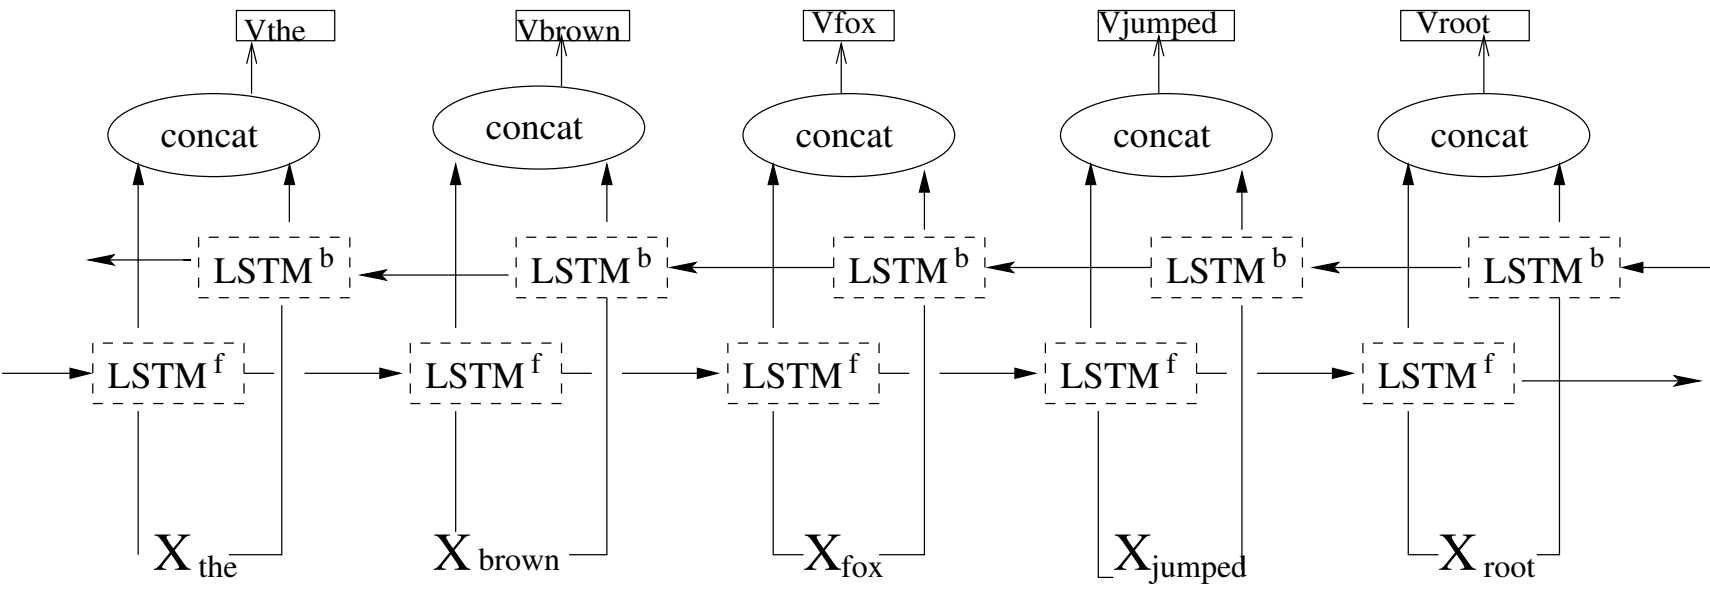 Vthe Vbrown Vfox Vjumped Vroot
concat concat concat concat concat
LSTM b LSTM b LSTM b LSTM b LSTM b
LSTM f LSTM f LSTM f LSTM f LSTM f
X the X brown X fox X jumped X root